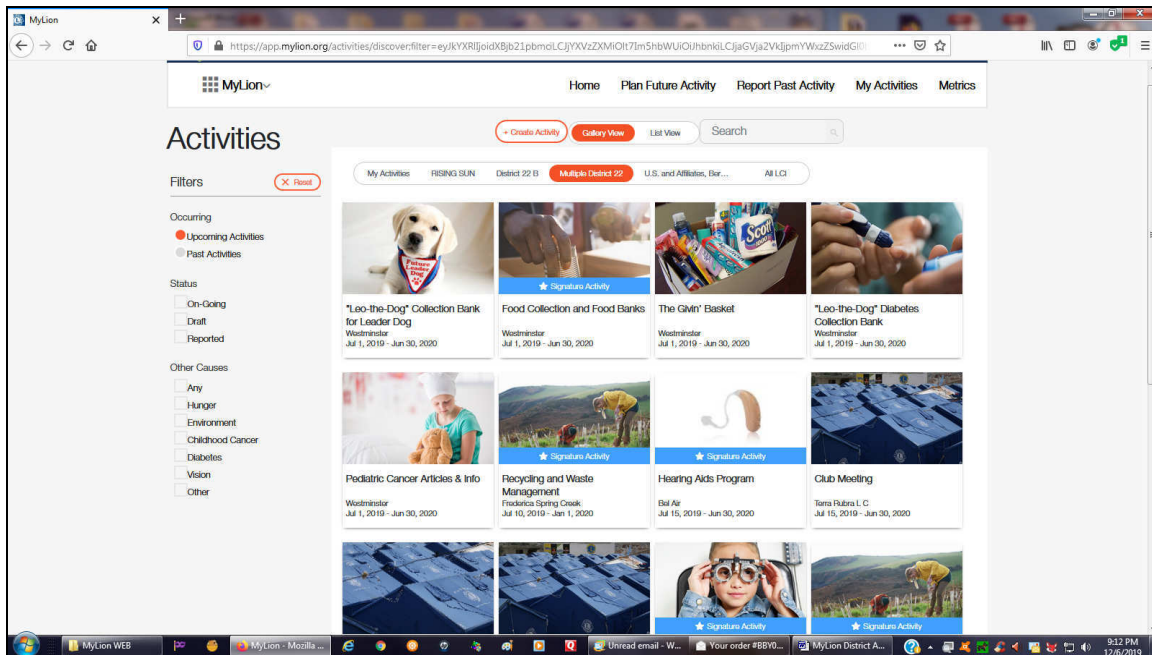 MyLion
https://app.mylion.org/activities/discover;filter=
MyLion
Home
Plan Future Activity
Report Past Activity
My Activities
Metrics
Activities
+ Create Activity
Gallery View
List View
Search
Filters
X Reset
My Activities
RISING SUN
District 22 B
Multiple District 22
U.S. and Affiliates, Ber...
All LCI
Occurring
Upcoming Activities
Past Activities
Status
On-Going
Draft
Reported
Other Causes
Any
Hunger
Environment
Childhood Cancer
Diabetes
Vision
Other
Future
Leader
Dog
Scott
1000
Signature Activity
"Leo-the-Dog" Collection Bank
for Leader Dog
Westminster
Jul 1, 2019 - Jun 30, 2020
Food Collection and Food Banks
Westminster
Jul 1, 2019 - Jun 30, 2020
The Givin' Basket
Westminster
Jul 1, 2019 - Jun 30, 2020
"Leo-the-Dog" Diabetes
Collection Bank
Westminster
Jul 1, 2019 - Jun 30, 2020
Signature Activity
Signature Activity
Pediatric Cancer Articles & Info
Westminster
Jul 1, 2019 - Jun 30, 2020
Recycling and Waste
Management
Frederica Spring Creek
Jul 10, 2019 - Jan 1, 2020
Hearing Aids Program
Bel Air
Jul 15, 2019 - Jun 30, 2020
Club Meeting
Terra Rubra L C
Jul 15, 2019 - Jun 30, 2020
Signature Activity
Signature Activity
MyLion WEB
MyLion - Mozilla ...
Unread email - W...
Your order #BBY0...
MyLion District A...
9:12 PM
12/6/2019